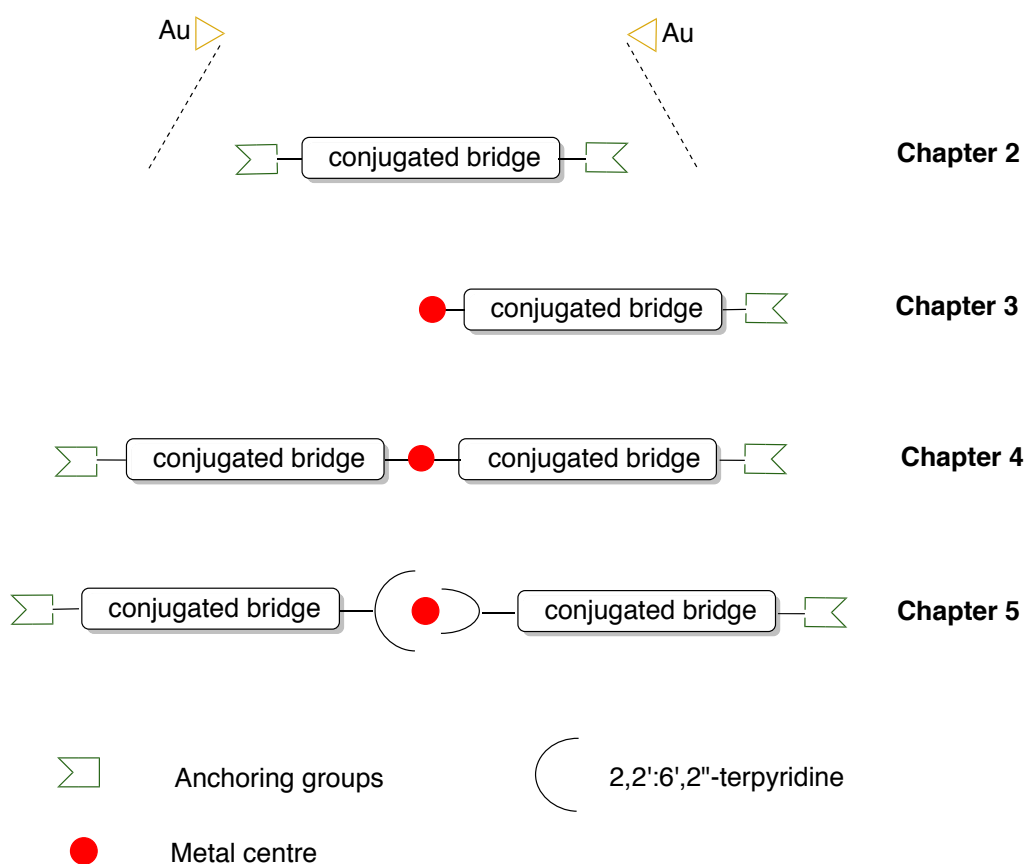 Au
Au
conjugated bridge
Chapter 2
conjugated bridge
Chapter 3
conjugated bridge
conjugated bridge
Chapter 4
conjugated bridge
conjugated bridge
Chapter 5
Anchoring groups
2,2':6',2"-terpyridine
Metal centre